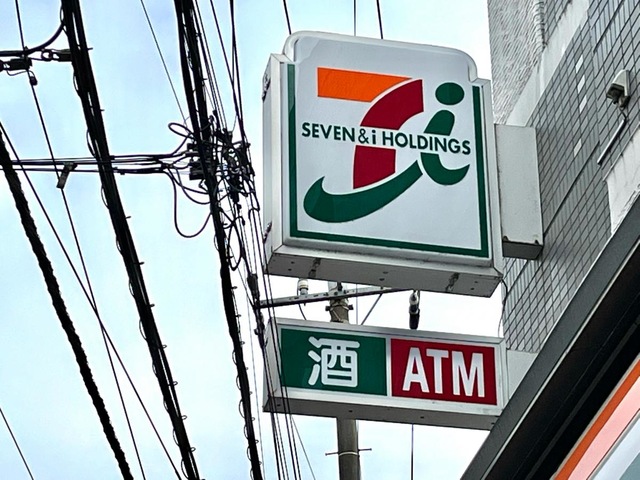 SEVEN&i HOLDINGS
酒 ATM